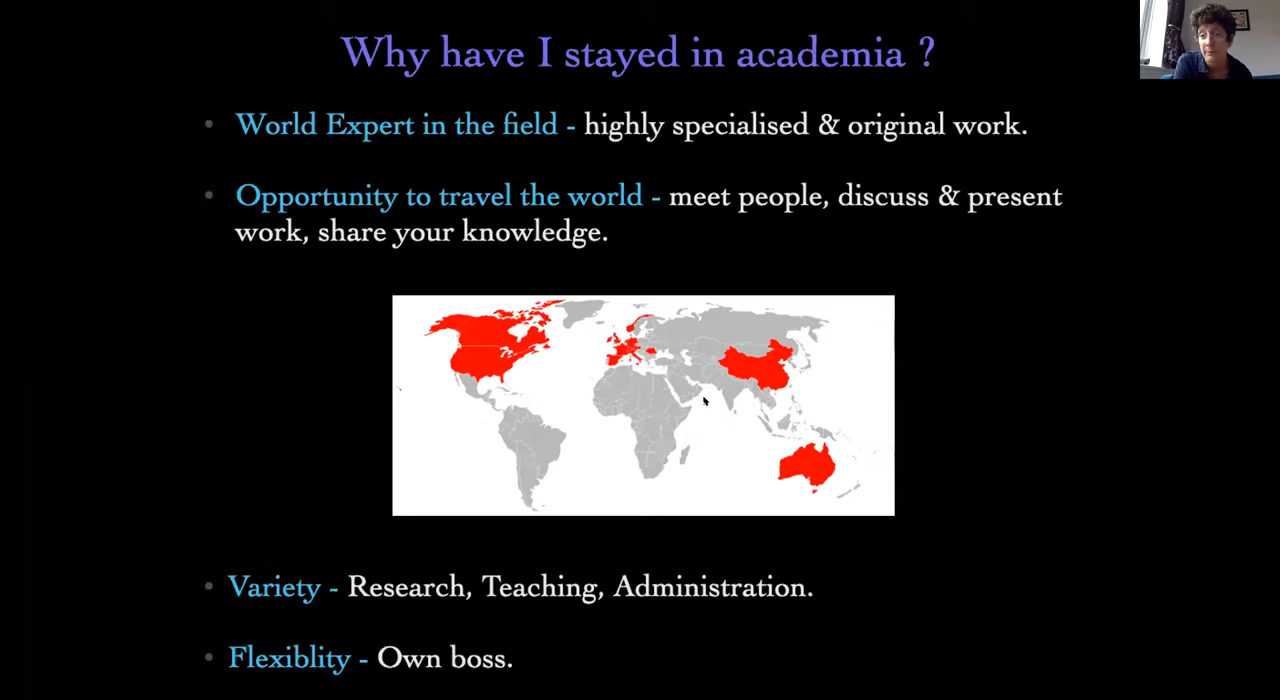 Why have I stayed in academia ?
• World Expert in the field - highly specialised & original work.
• Opportunity to travel the world - meet people, discuss & present
work, share your knowledge.
• Variety - Research, Teaching, Administration.
• Flexiblity - Own boss.